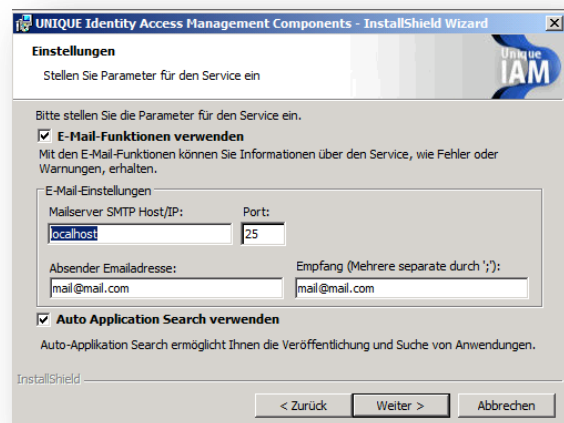 UNIQUE Identity Access Management Components - InstallShield Wizard
Einstellungen
Stellen Sie Parameter für den Service ein
Unique
IAM
Bitte stellen Sie die Parameter für den Service ein.
E-Mail-Funktionen verwenden
Mit den E-Mail-Funktionen können Sie Informationen über den Service, wie Fehler oder
Warnungen, erhalten.
E-Mail-Einstellungen
Mailserver SMTP Host/IP: Port:
localhost 25
Absender Emailadresse: Empfang (Mehrere separate durch ';'):
mail@mail.com mail@mail.com
Auto Application Search verwenden
Auto-Applikation Search ermöglicht Ihnen die Veröffentlichung und Suche von Anwendungen.
InstallShield
< Zurück Weiter > Abbrechen